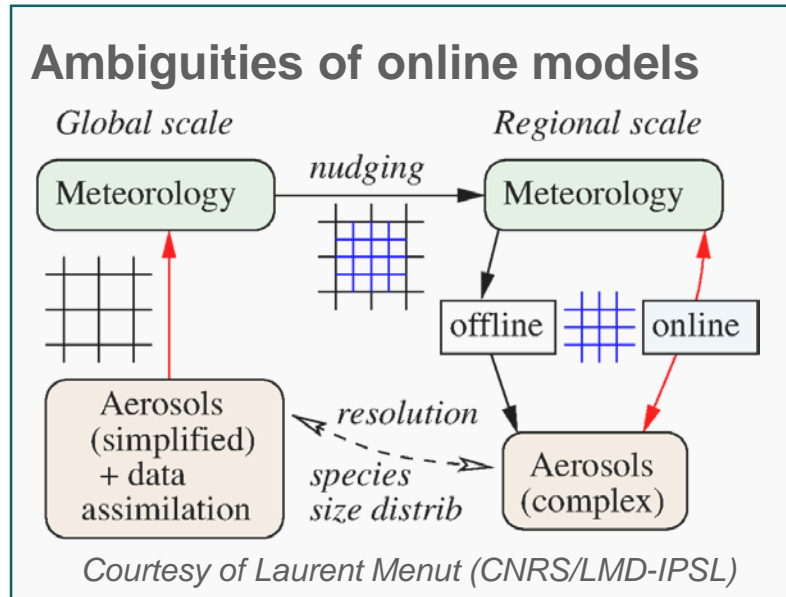 Ambiguities of online models
Global scale
Regional scale
Meteorology
nudging
Meteorology
offline
online
Aerosols
(simplified)
+ data
assimilation
resolution
species
size distrib
Aerosols
(complex)
Courtesy of Laurent Menut (CNRS/LMD-IPSL)